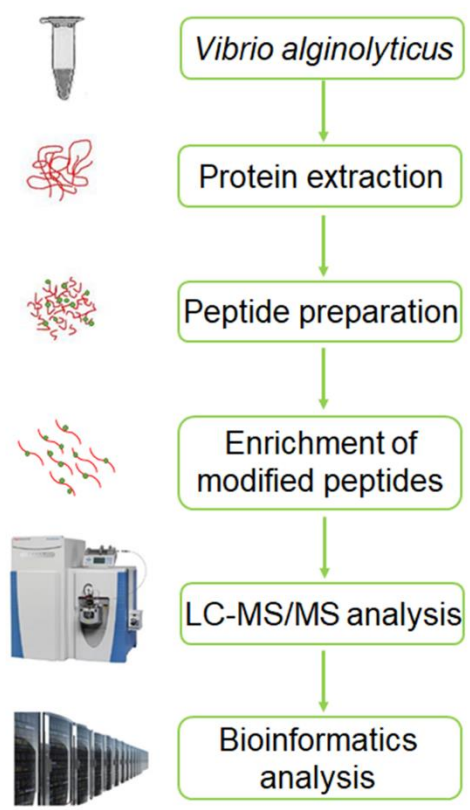 Vibrio alginolyticus
Protein extraction
Peptide preparation
Enrichment of
modified peptides
LC-MS/MS analysis
Bioinformatics
analysis